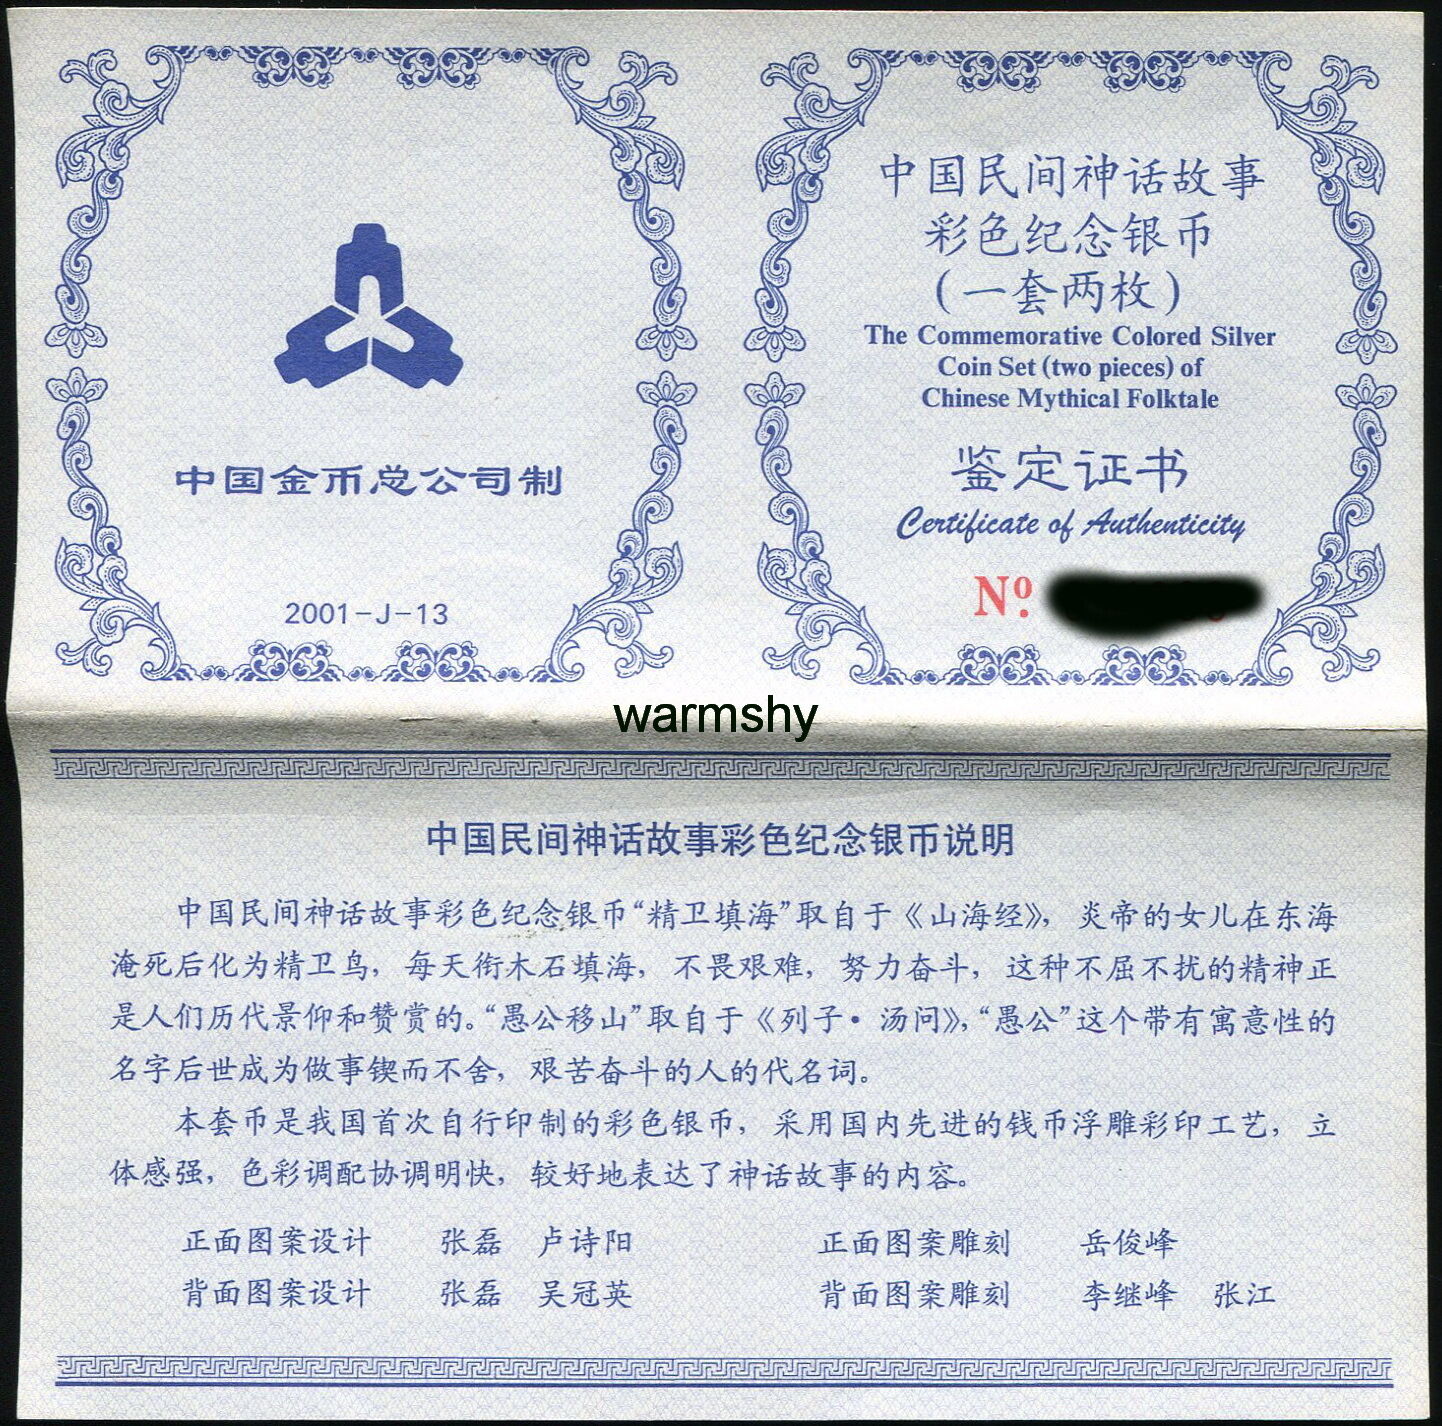 中国金币总公司制
2001-J-13
中国民间神话故事
彩色纪念银币
(一套两枚)
The Commemorative Colored Silver
Coin Set (two pieces) of
Chinese Mythical Folktale
鉴定证书
Certificate of Authenticity
Nº.
warmshy
中国民间神话故事彩色纪念银币说明
中国民间神话故事彩色纪念银币“精卫填海”取自于《山海经》，炎帝的女儿在东海
淹死后化为精卫鸟，每天衔木石填海，不畏艰难，努力奋斗，这种不屈不扰的精神正
是人们历代景仰和赞赏的。“愚公移山”取自于《列子·汤问》，“愚公”这个带有寓意性的
名字后世成为做事锲而不舍，艰苦奋斗的人的代名词。
本套币是我国首次自行印制的彩色银币，采用国内先进的钱币浮雕彩印工艺，立
体感强，色彩调配协调明快，较好地表达了神话故事的内容。
正面图案设计 张磊 卢诗阳 正面图案雕刻 岳俊峰
背面图案设计 张磊 吴冠英 背面图案雕刻 李继峰 张江